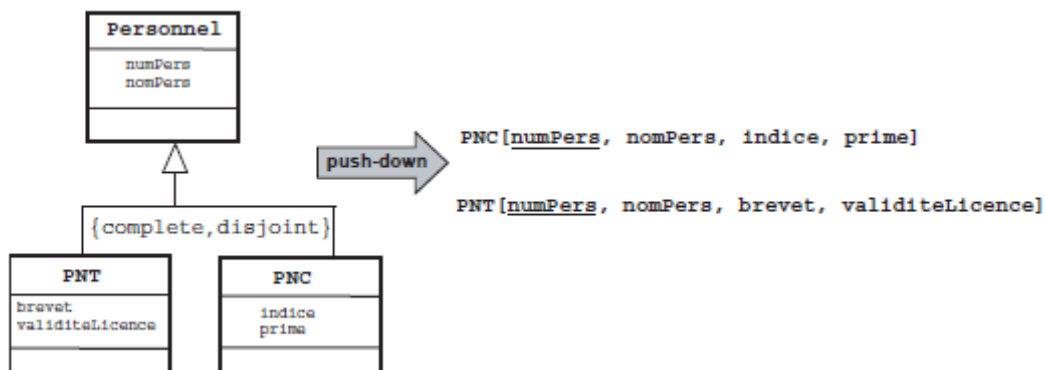 Personnel
numPers
nomPers
push-down
PNC[numPers, nomPers, indice, prime]
PNT[numPers, nomPers, brevet, validiteLicence]
{complete,disjoint}
PNT
brevet
validiteLicence
PNC
indice
prime